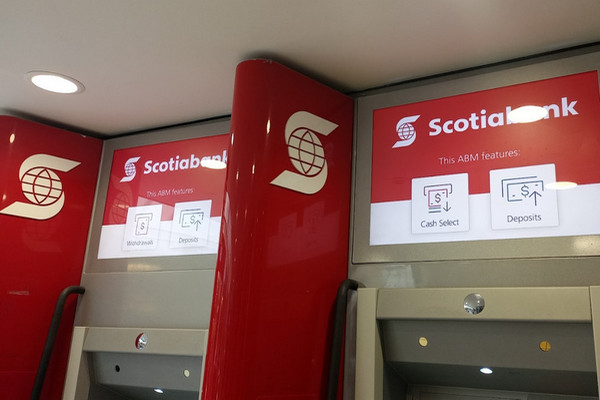 Scotiabank
This ABM features:
$
Withdrawals
$
Deposits
Scotiabank
This ABM features:
$
Cash Select
$
Deposits